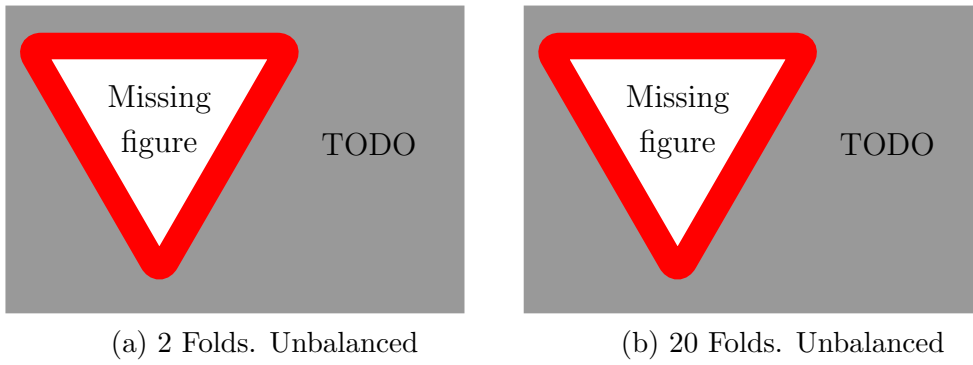 Missing
figure
TODO
(a) 2 Folds. Unbalanced
Missing
figure
TODO
(b) 20 Folds. Unbalanced